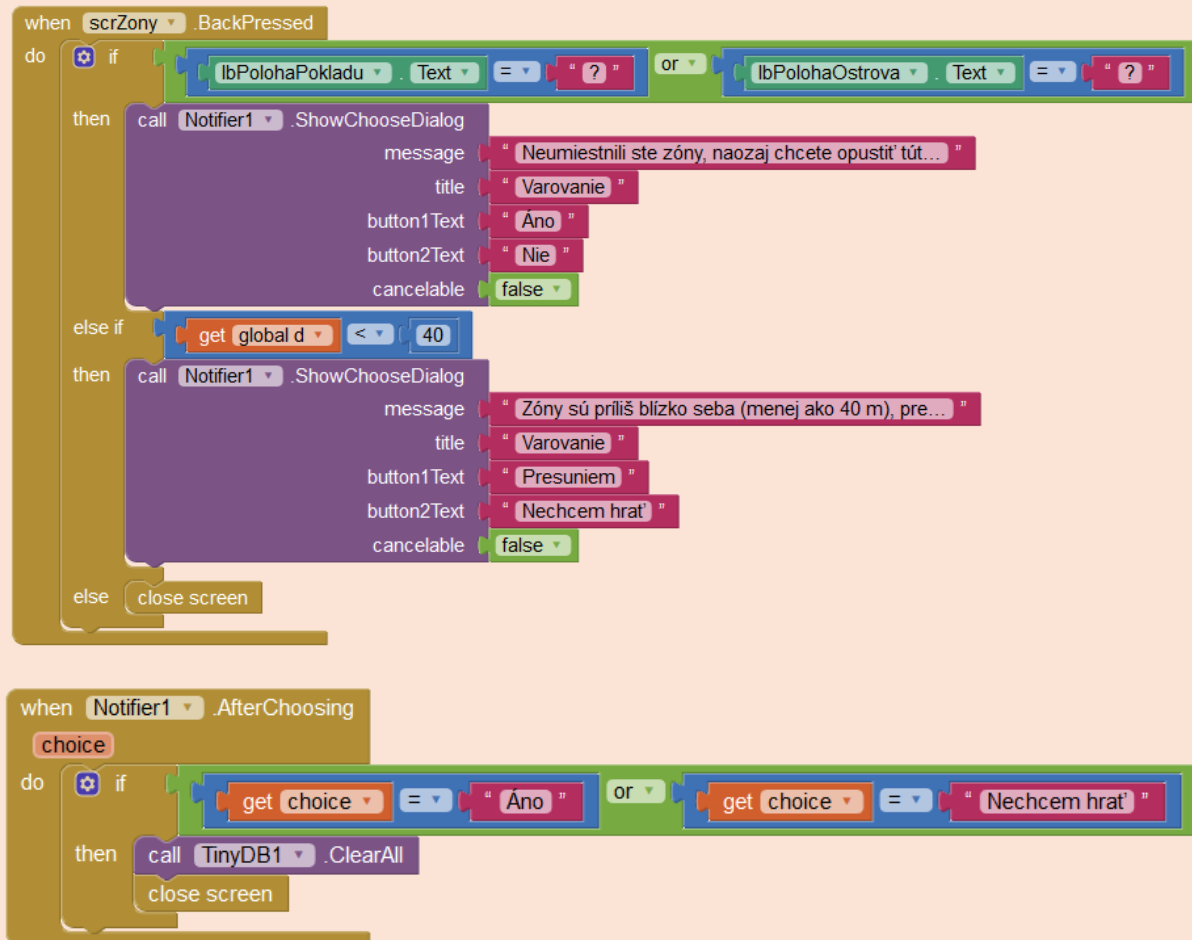 when scrZony .BackPressed
do if lbPolohaPokladu . Text = " ? " or lbPolohaOstrova . Text = " ? "
then call Notifier1 .ShowChooseDialog
message " Neumiestnili ste zóny, naozaj chcete opustiť tút... "
title " Varovanie "
button1Text " Áno "
button2Text " Nie "
cancelable false
else if get global d < 40
then call Notifier1 .ShowChooseDialog
message " Zóny sú príliš blízko seba (menej ako 40 m), pre... "
title " Varovanie "
button1Text " Presuniem "
button2Text " Nechcem hrať "
cancelable false
else close screen
when Notifier1 .AfterChoosing
choice
do if get choice = " Áno " or get choice = " Nechcem hrať "
then call TinyDB1 .ClearAll
close screen